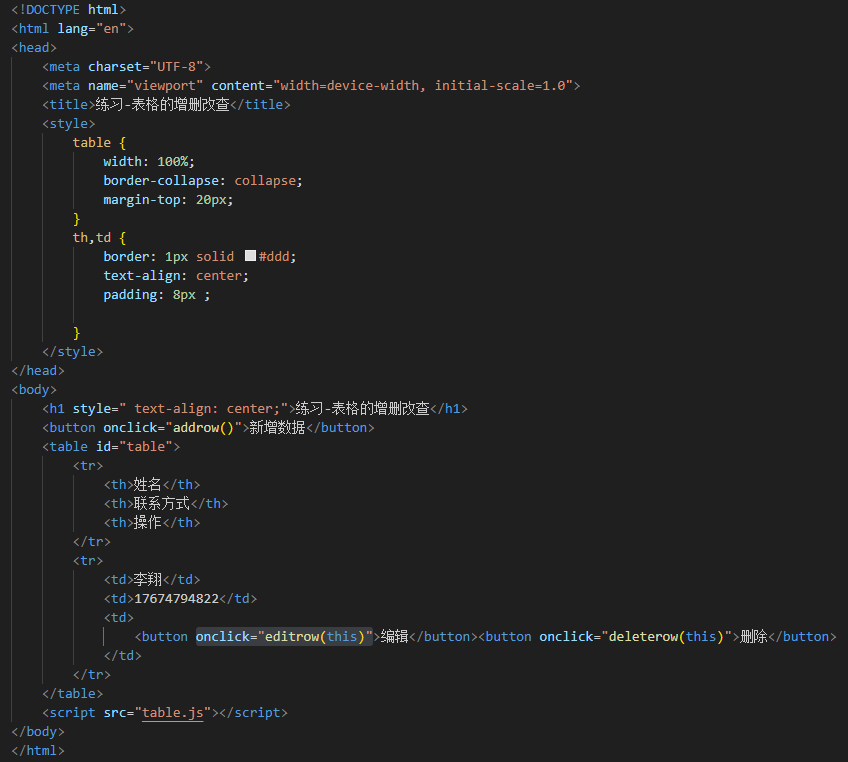 <!DOCTYPE html>
<html lang="en">
<head>
    <meta charset="UTF-8">
    <meta name="viewport" content="width=device-width, initial-scale=1.0">
    <title>练习-表格的增删改查</title>
    <style>
        table {
            width: 100%;
            border-collapse: collapse;
            margin-top: 20px;
        }
        th,td {
            border: 1px solid #ddd;
            text-align: center;
            padding: 8px ;
        }
    </style>
</head>
<body>
    <h1 style=" text-align: center;">练习-表格的增删改查</h1>
    <button onclick="addrow()">新增数据</button>
    <table id="table">
        <tr>
            <th>姓名</th>
            <th>联系方式</th>
            <th>操作</th>
        </tr>
        <tr>
            <td>李翔</td>
            <td>17674794822</td>
            <td>
                <button onclick="editrow(this)">编辑</button><button onclick="deleterow(this)">删除</button>
            </td>
        </tr>
    </table>
    <script src="table.js"></script>
</body>
</html>